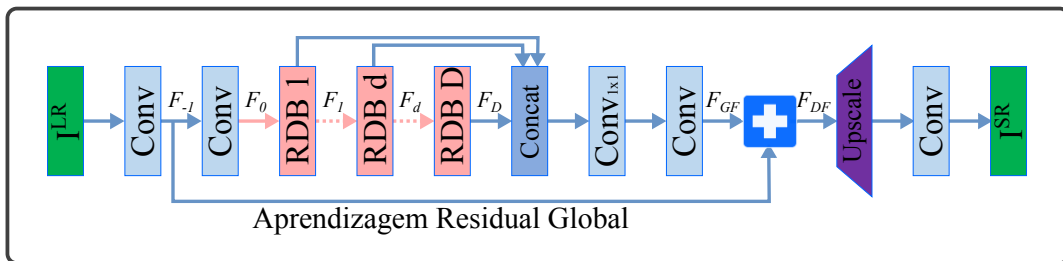 I^LR
Conv
F_-1
Conv
F_0
RDB 1
F_1
RDB d
F_d
RDB D
F_D
Concat
Conv_1x1
Conv
F_GF
F_DF
Upscale
Conv
I^SR
Aprendizagem Residual Global